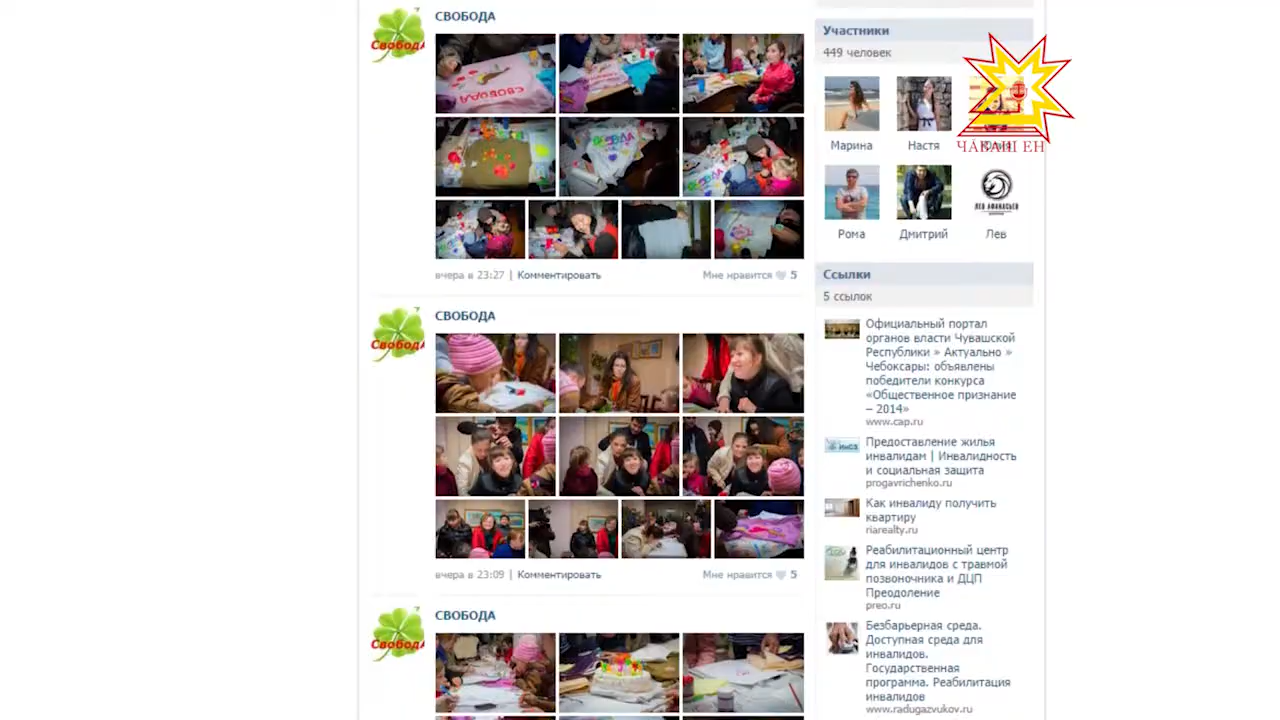 СВОБОДА
Свобода
вчера в 23:27 | Комментировать
Мне нравится 5
СВОБОДА
Свобода
вчера в 23:09 | Комментировать
Мне нравится 5
СВОБОДА
Свобода
Участники
449 человек
Марина
Настя
ЧӐВАШ ЕН
Рома
Дмитрий
Лев
ЛЕВ АФАНАСЬЕВ
Ссылки
5 ссылок
Официальный портал
органов власти Чувашской
Республики » Актуально »
Чебоксары: объявлены
победители конкурса
«Общественное признание
– 2014»
www.cap.ru
Предоставление жилья
инвалидам | Инвалидность
и социальная защита
progavrichenko.ru
Как инвалиду получить
квартиру
riarealty.ru
Реабилитационный центр
для инвалидов с травмой
позвоночника и ДЦП
Преодоление
preo.ru
Безбарьерная среда.
Доступная среда для
инвалидов.
Государственная
программа. Реабилитация
инвалидов
www.radugazvukov.ru